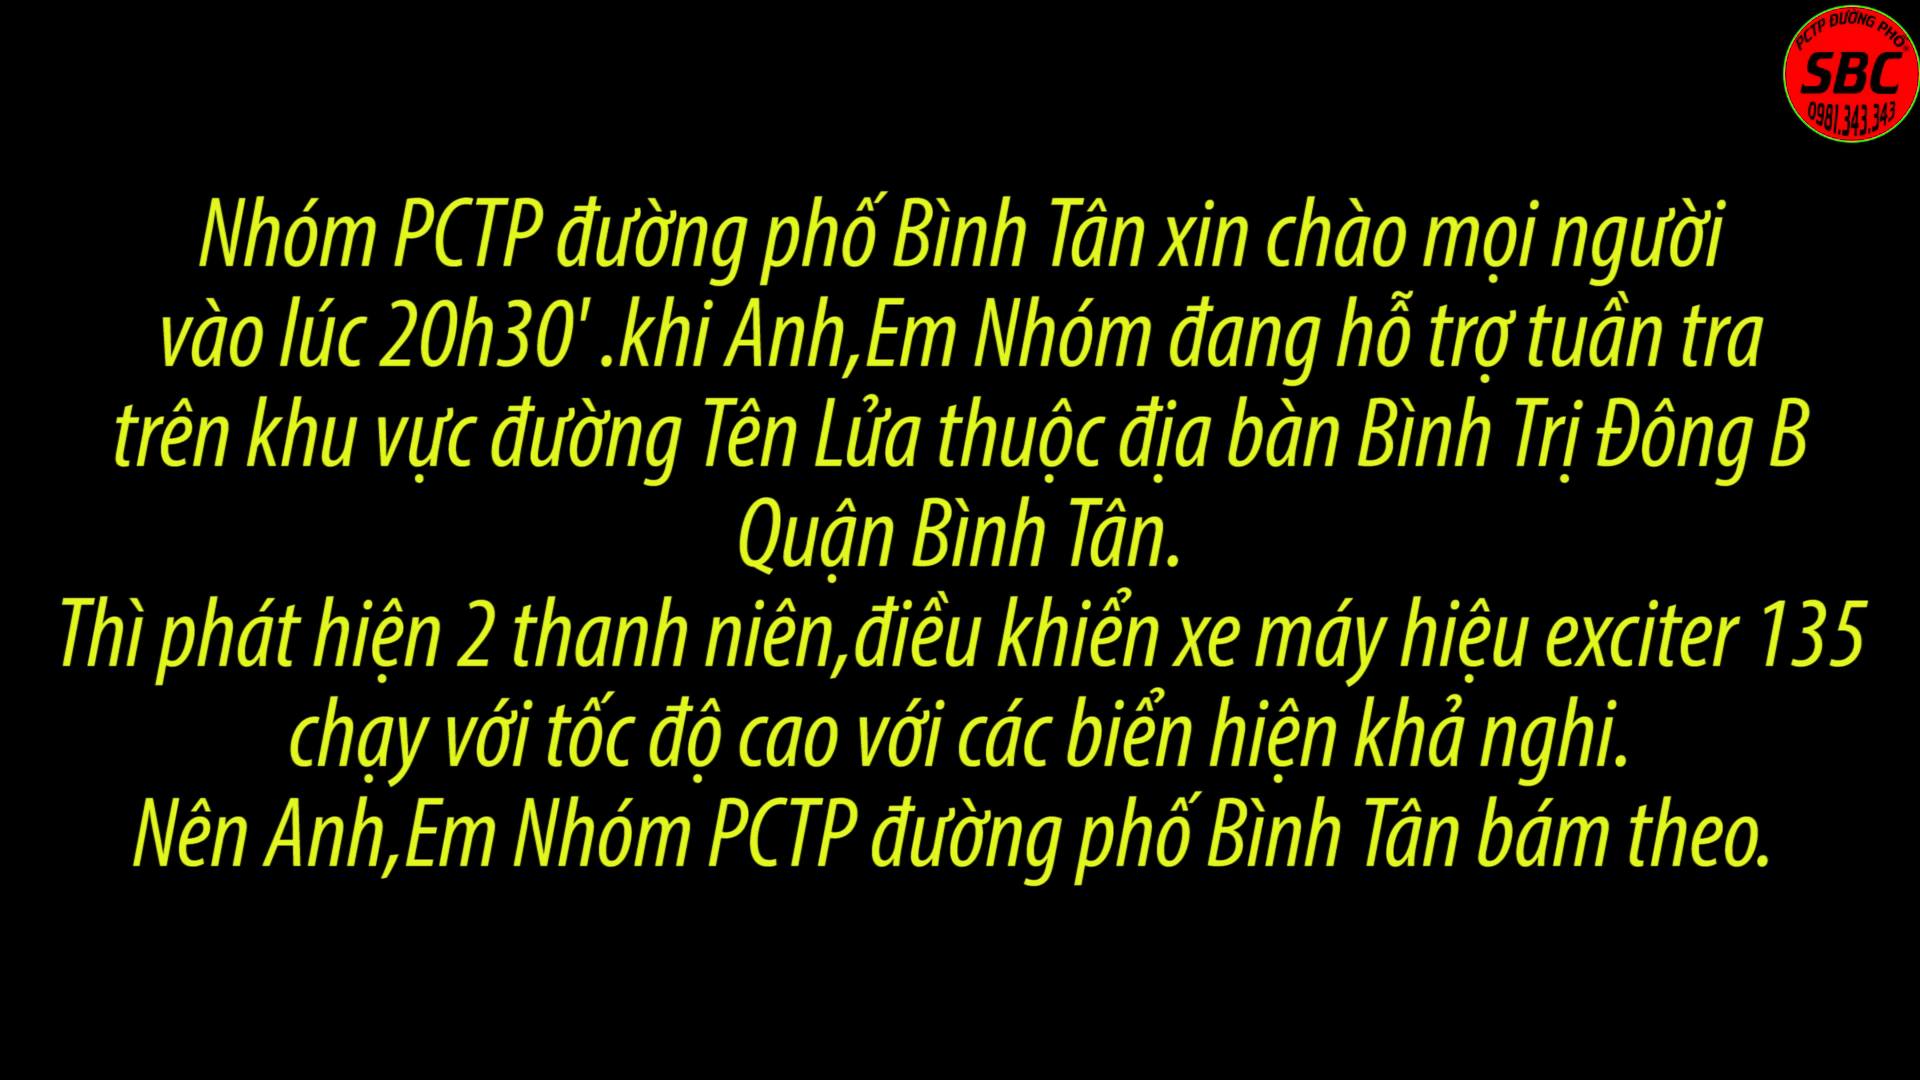 PCTP ĐƯỜNG PHỐ
SBC
0981.343.343
Nhóm PCTP đường phố Bình Tân xin chào mọi người
vào lúc 20h30' .khi Anh,Em Nhóm đang hỗ trợ tuần tra
trên khu vực đường Tên Lửa thuộc địa bàn Bình Trị Đông B
Quận Bình Tân.
Thì phát hiện 2 thanh niên,điều khiển xe máy hiệu exciter 135
chạy với tốc độ cao với các biển hiện khả nghi.
Nên Anh,Em Nhóm PCTP đường phố Bình Tân bám theo.